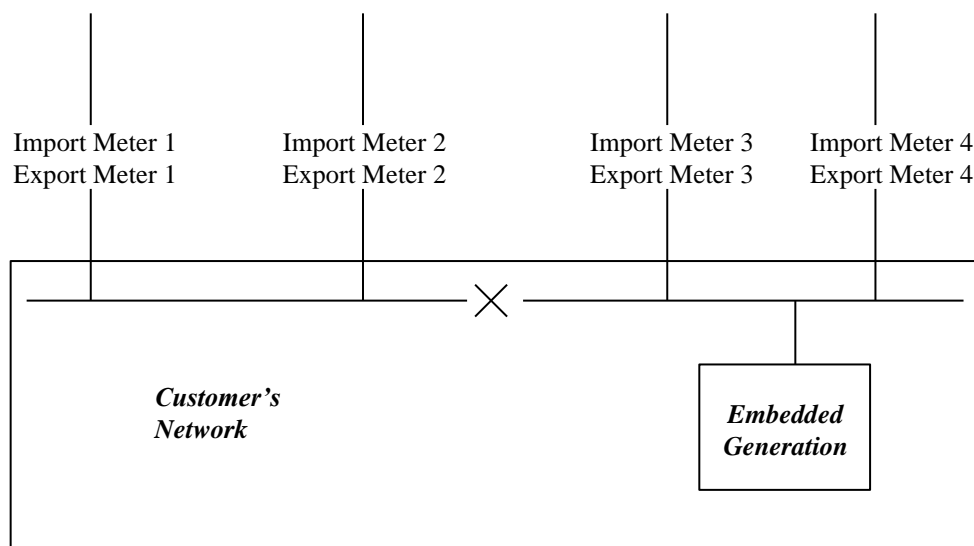 Import Meter 1
Export Meter 1
Import Meter 2
Export Meter 2
Import Meter 3
Export Meter 3
Import Meter 4
Export Meter 4
Customer’s
Network
Embedded
Generation